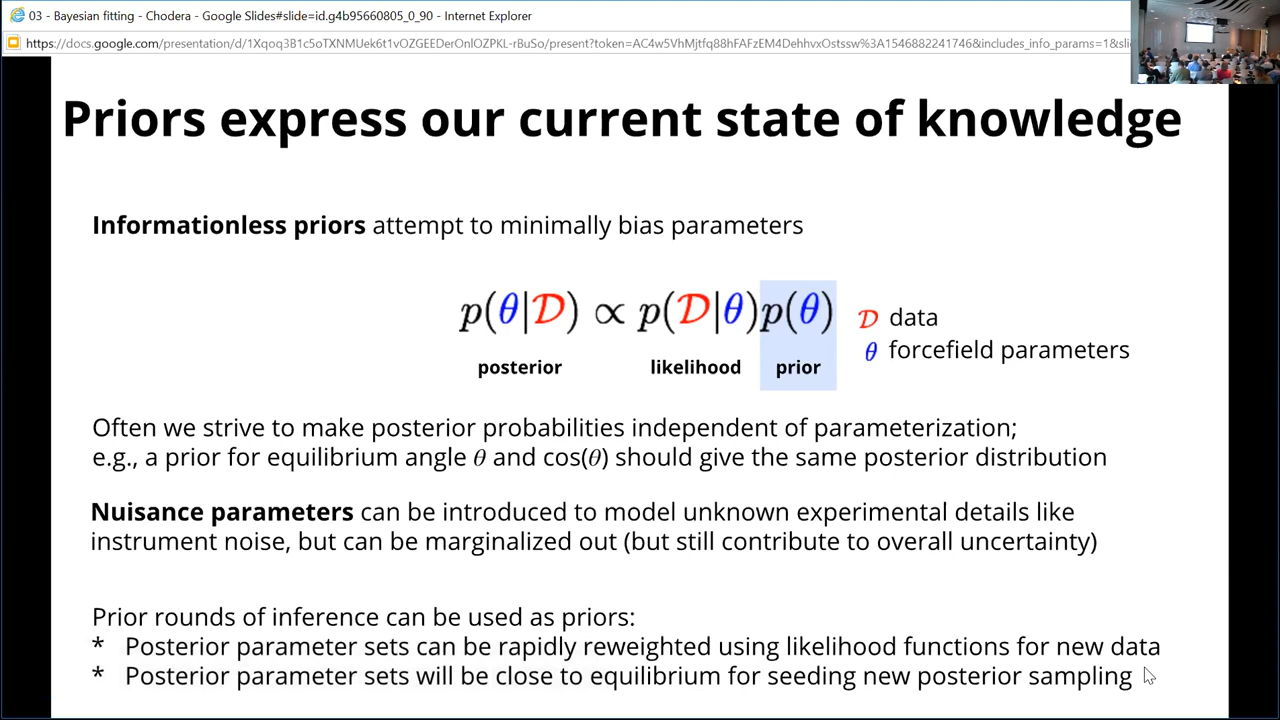 03 - Bayesian fitting - Chodera - Google Slides#slide=id.g4b95660805_0_90 - Internet Explorer
https://docs.google.com/presentation/d/1Xqoq3B1c5oTXNMUek6t1vOZGEEDerOnlOZPKL-rBuSo/present?token=AC4w5VhMjtfq88hFAFzEM4DehhvxOstssw%3A1546882241746&includes_info_params=1&sli
Priors express our current state of knowledge
Informationless priors attempt to minimally bias parameters
p(θ|𝒟) ∝ p(𝒟|θ)p(θ)
posterior likelihood prior
𝒟 data
θ forcefield parameters
Often we strive to make posterior probabilities independent of parameterization;
e.g., a prior for equilibrium angle θ and cos(θ) should give the same posterior distribution
Nuisance parameters can be introduced to model unknown experimental details like
instrument noise, but can be marginalized out (but still contribute to overall uncertainty)
Prior rounds of inference can be used as priors:
* Posterior parameter sets can be rapidly reweighted using likelihood functions for new data
* Posterior parameter sets will be close to equilibrium for seeding new posterior sampling